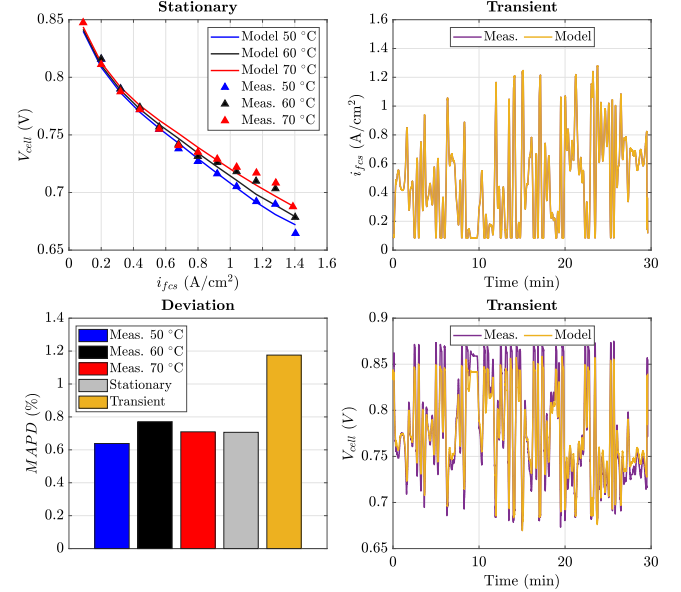 Stationary
0.85
0.75
0.7
0.65
V_cell (V)
Model 50 °C
Model 60 °C
Model 70 °C
Meas. 50 °C
Meas. 60 °C
Meas. 70 °C
0 0.2 0.4 0.6 0.8 1 1.2 1.4 1.6
i_fcs (A/cm²)
Transient
1.6
1.4
1.2
1
0.8
0.6
0.4
0.2
0
i_fcs (A/cm²)
Meas. Model
0 10 20 30
Time (min)
Deviation
1.4
1.2
1
0.8
0.6
0.4
0.2
0
MAPD (%)
Meas. 50 °C
Meas. 60 °C
Meas. 70 °C
Stationary
Transient
Transient
0.9
0.85
0.8
0.75
0.7
0.65
V_cell (V)
Meas. Model
0 10 20 30
Time (min)